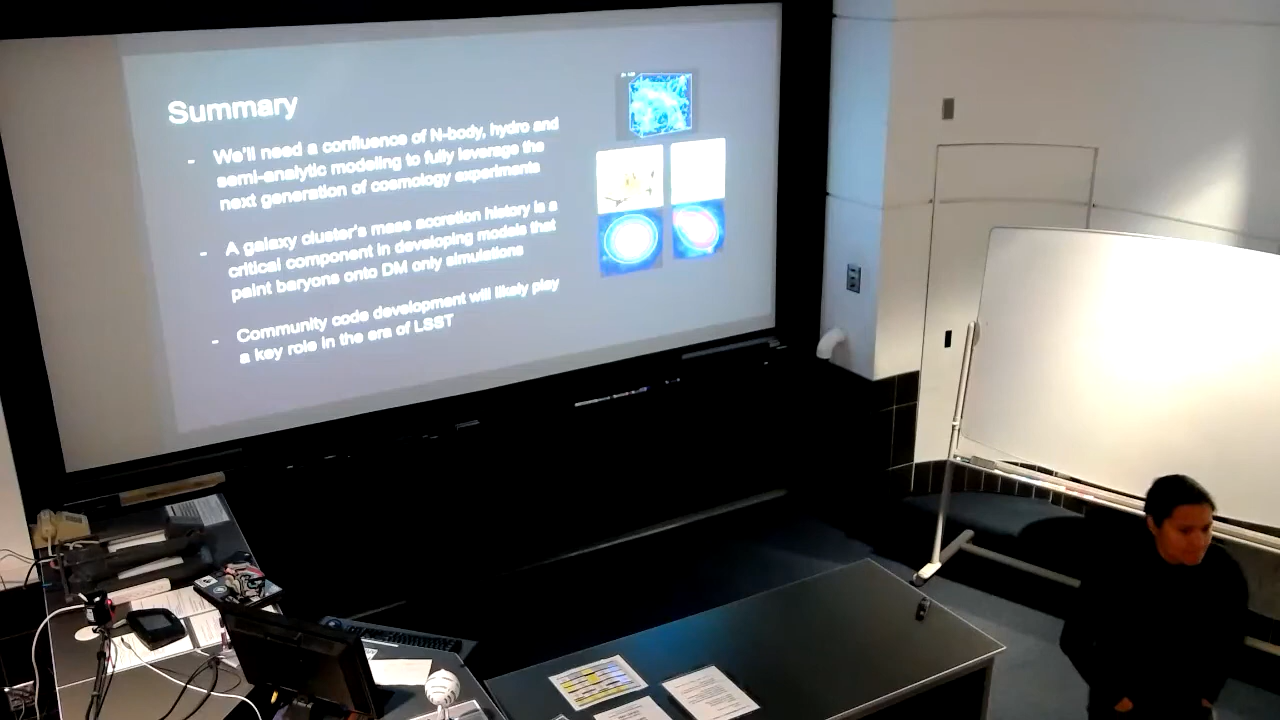 Summary
- We'll need a confluence of N-body, hydro and
semi-analytic modeling to fully leverage the
next generation of cosmology experiments
- A galaxy cluster's mass accretion history is a
critical component in developing models that
paint baryons onto DM only simulations
- Community code development will likely play
a key role in the era of LSST